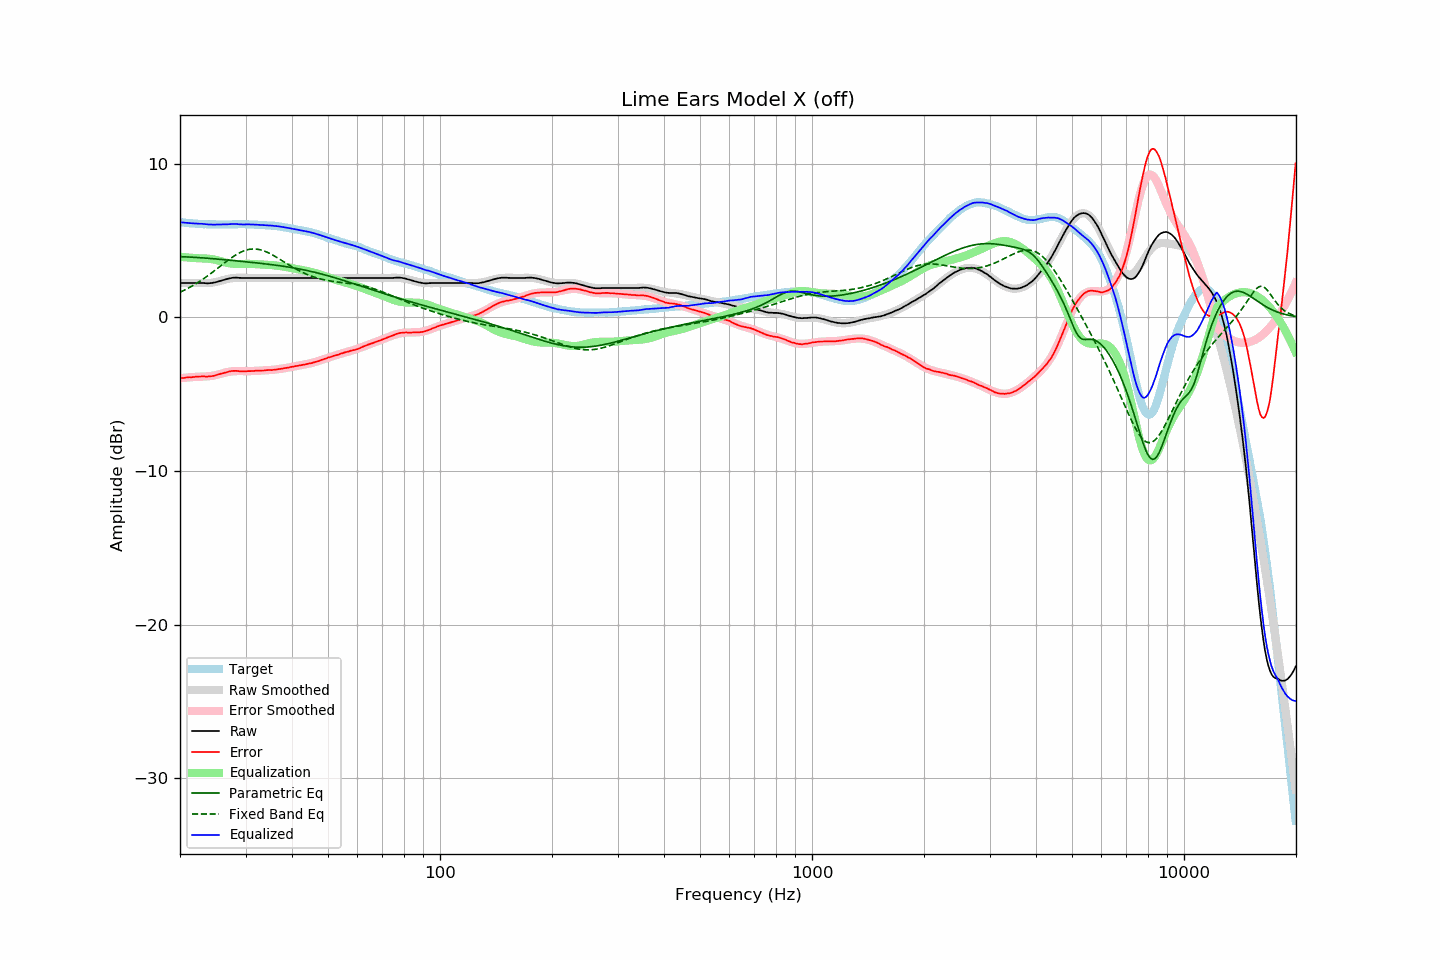 Lime Ears Model X (off)
10
0
−10
−20
−30
Amplitude (dBr)
Target
Raw Smoothed
Error Smoothed
Raw
Error
Equalization
Parametric Eq
Fixed Band Eq
Equalized
100
1000
10000
Frequency (Hz)